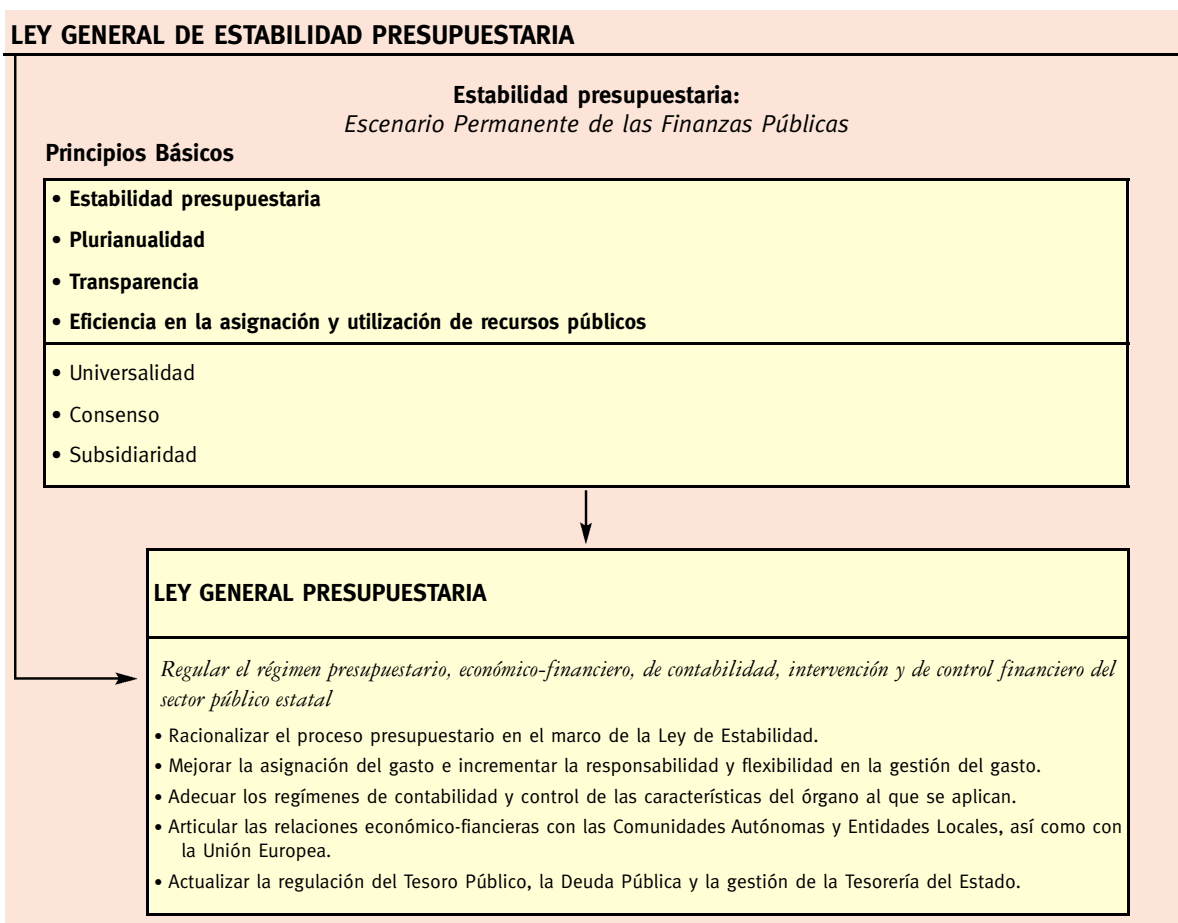 LEY GENERAL DE ESTABILIDAD PRESUPUESTARIA
Estabilidad presupuestaria:
Escenario Permanente de las Finanzas Públicas
Principios Básicos
• Estabilidad presupuestaria
• Plurianualidad
• Transparencia
• Eficiencia en la asignación y utilización de recursos públicos
• Universalidad
• Consenso
• Subsidiaridad
LEY GENERAL PRESUPUESTARIA
Regular el régimen presupuestario, económico-financiero, de contabilidad, intervención y de control financiero del
sector público estatal
• Racionalizar el proceso presupuestario en el marco de la Ley de Estabilidad.
• Mejorar la asignación del gasto e incrementar la responsabilidad y flexibilidad en la gestión del gasto.
• Adecuar los regímenes de contabilidad y control de las características del órgano al que se aplican.
• Articular las relaciones económico-fiancieras con las Comunidades Autónomas y Entidades Locales, así como con
la Unión Europea.
• Actualizar la regulación del Tesoro Público, la Deuda Pública y la gestión de la Tesorería del Estado.